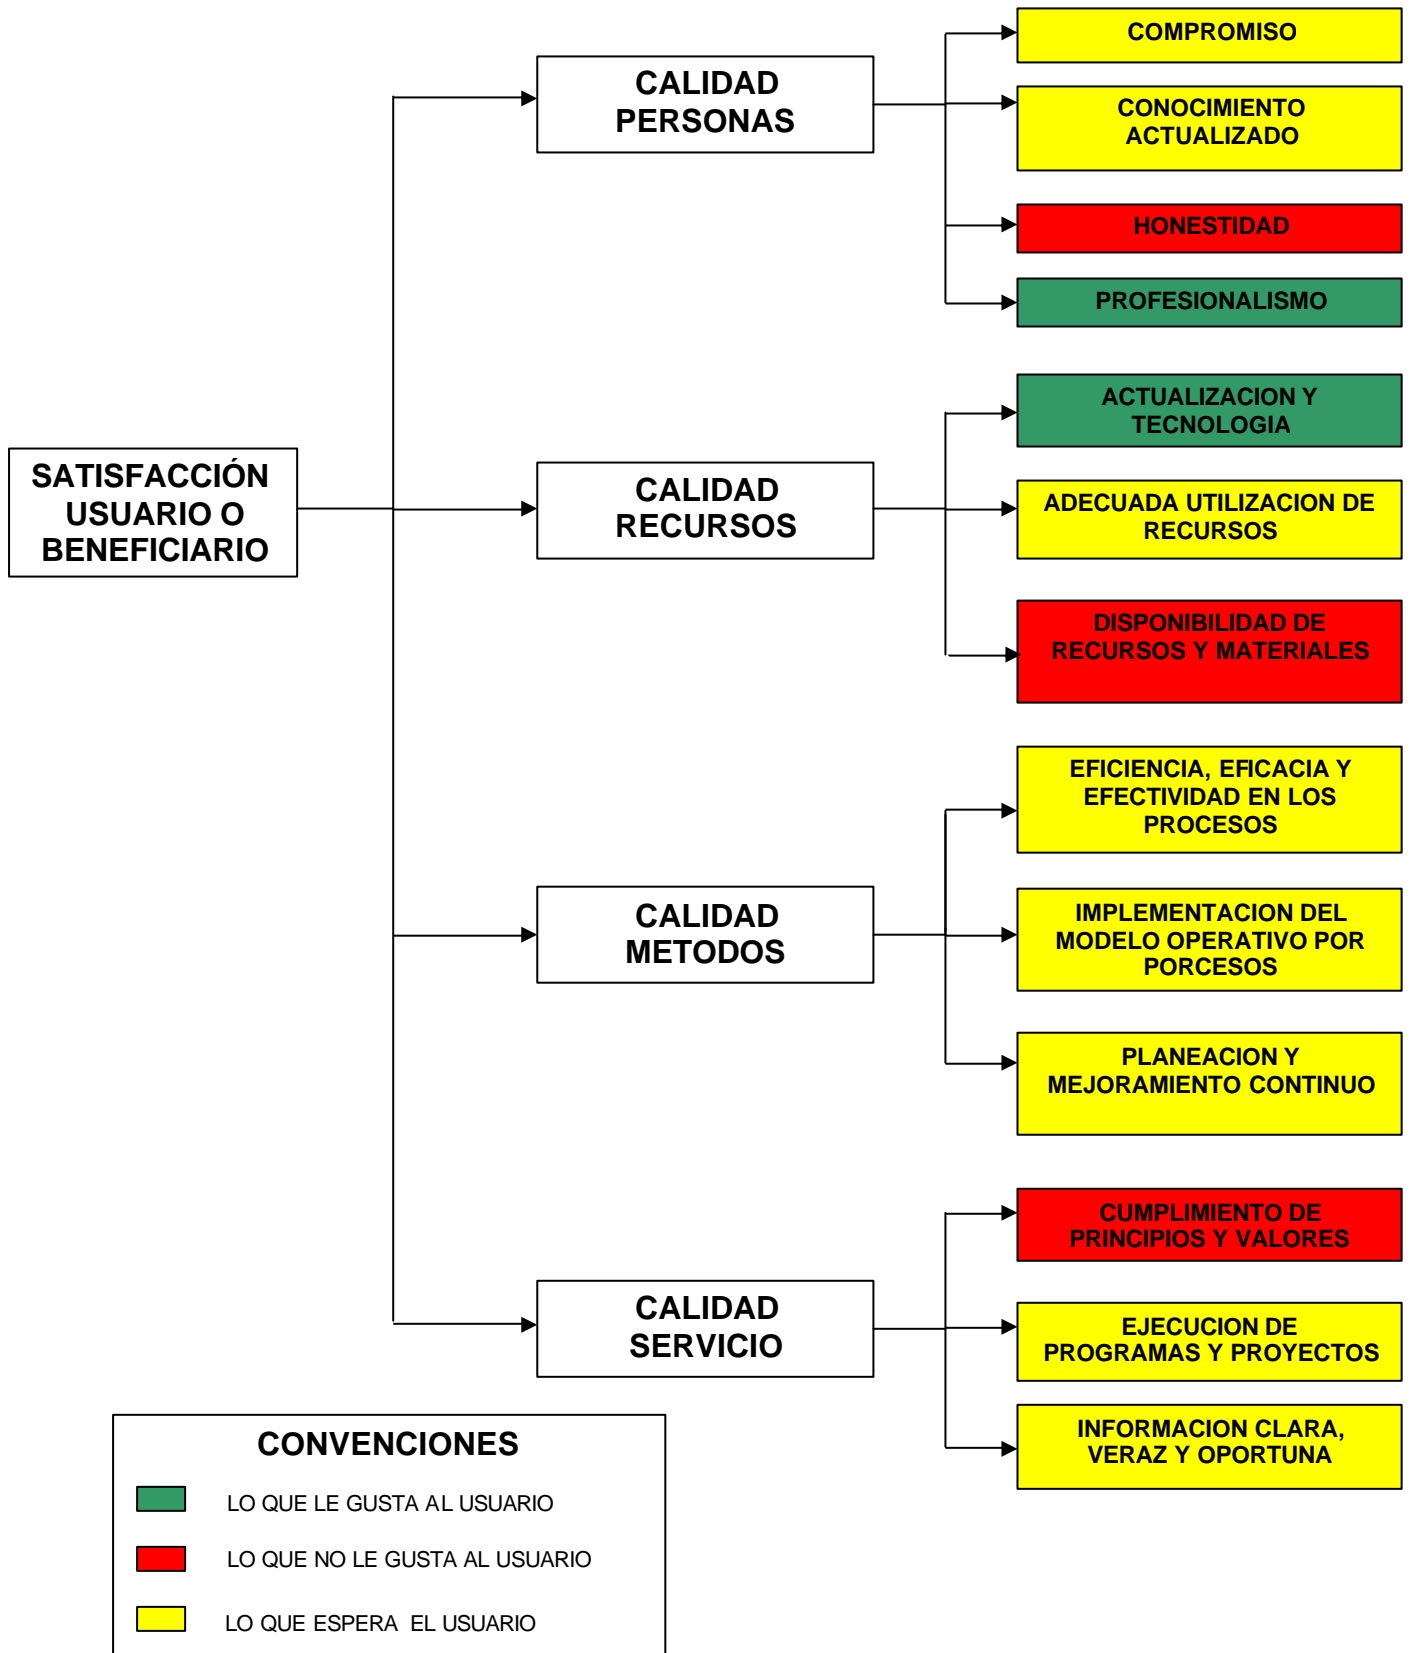 COMPROMISO
CALIDAD
PERSONAS
CONOCIMIENTO
ACTUALIZADO
HONESTIDAD
PROFESIONALISMO
ACTUALIZACION Y
TECNOLOGIA
SATISFACCIÓN
USUARIO O
BENEFICIARIO
CALIDAD
RECURSOS
ADECUADA UTILIZACION DE
RECURSOS
DISPONIBILIDAD DE
RECURSOS Y MATERIALES
EFICIENCIA, EFICACIA Y
EFECTIVIDAD EN LOS
PROCESOS
CALIDAD
METODOS
IMPLEMENTACION DEL
MODELO OPERATIVO POR
PORCESOS
PLANEACION Y
MEJORAMIENTO CONTINUO
CUMPLIMIENTO DE
PRINCIPIOS Y VALORES
CALIDAD
SERVICIO
EJECUCION DE
PROGRAMAS Y PROYECTOS
INFORMACION CLARA,
VERAZ Y OPORTUNA
CONVENCIONES
LO QUE LE GUSTA AL USUARIO
LO QUE NO LE GUSTA AL USUARIO
LO QUE ESPERA EL USUARIO